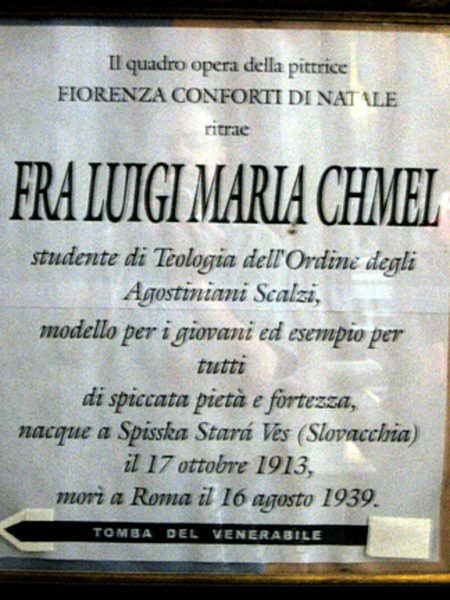 Il quadro opera della pittrice
FIORENZA CONFORTI DI NATALE
ritrae
FRA LUIGI MARIA CHMEL
studente di Teologia dell'Ordine degli
Agostiniani Scalzi,
modello per i giovani ed esempio per
tutti
di spiccata pietà e fortezza,
nacque a Spisska Stará Ves (Slovacchia)
il 17 ottobre 1913,
morì a Roma il 16 agosto 1939.
TOMBA DEL VENERABILE